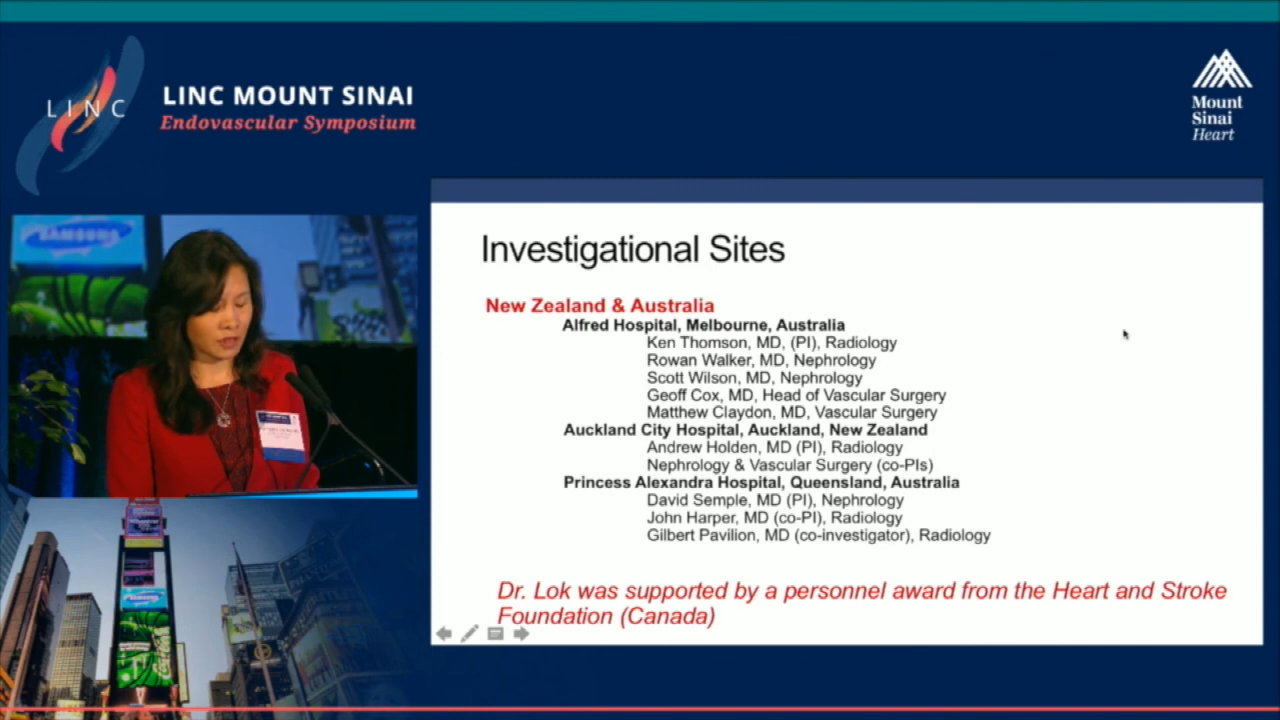 LINC
LINC MOUNT SINAI
Endovascular Symposium
Mount
Sinai
Heart
SAMSUNG
Investigational Sites
New Zealand & Australia
Alfred Hospital, Melbourne, Australia
Ken Thomson, MD, (PI), Radiology
Rowan Walker, MD, Nephrology
Scott Wilson, MD, Nephrology
Geoff Cox, MD, Head of Vascular Surgery
Matthew Claydon, MD, Vascular Surgery
Auckland City Hospital, Auckland, New Zealand
Andrew Holden, MD (PI), Radiology
Nephrology & Vascular Surgery (co-PIs)
Princess Alexandra Hospital, Queensland, Australia
David Semple, MD (PI), Nephrology
John Harper, MD (co-PI), Radiology
Gilbert Pavilion, MD (co-investigator), Radiology
Dr. Lok was supported by a personnel award from the Heart and Stroke
Foundation (Canada)